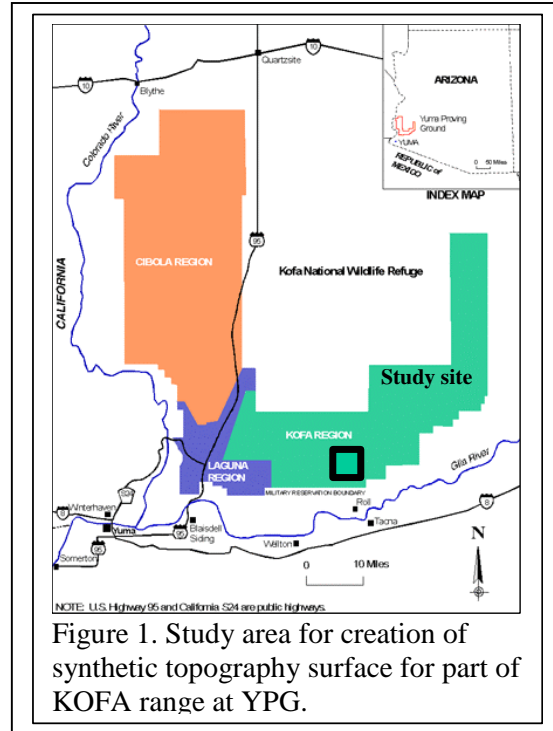 10
Quartzsite
10
Blythe
ARIZONA
Yuma Proving
Ground
YUMA
REPUBLIC of
MEXICO
0 50 Miles
INDEX MAP
Colorado River
95
CIBOLA REGION
Kofa National Wildlife Refuge
CALIFORNIA
Study site
KOFA REGION
LAGUNA
REGION
Gila River
MILITARY RESERVATION BOUNDARY
Roll
Winterhaven
S24
8
8
Yuma
Blaisdell
Siding
Tacna
95
95
Wellton
N
Somerton
0 10 Miles
NOTE: U.S. Highway 95 and California S24 are public highways.
Figure 1. Study area for creation of
synthetic topography surface for part of
KOFA range at YPG.